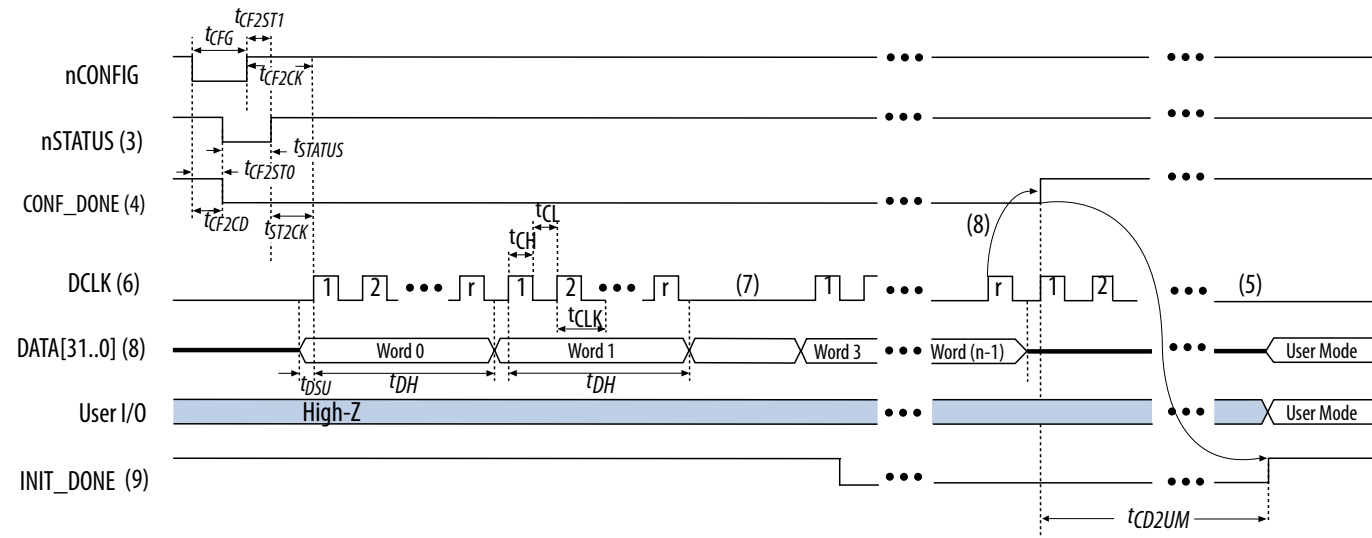 tCF2ST1
tCFG
nCONFIG
tCF2CK
nSTATUS (3)
tSTATUS
tCF2ST0
CONF_DONE (4)
tCF2CD
tST2CK
tCL
tCH
(8)
DCLK (6)
1 2 ••• r 1 2 ••• r (7) 1 ••• r 1 2 ••• (5)
tCLK
DATA[31..0] (8)
Word 0 Word 1 Word 3 ••• Word (n-1) ••• User Mode
tDSU tDH tDH
User I/O High-Z ••• ••• User Mode
INIT_DONE (9)
tCD2UM